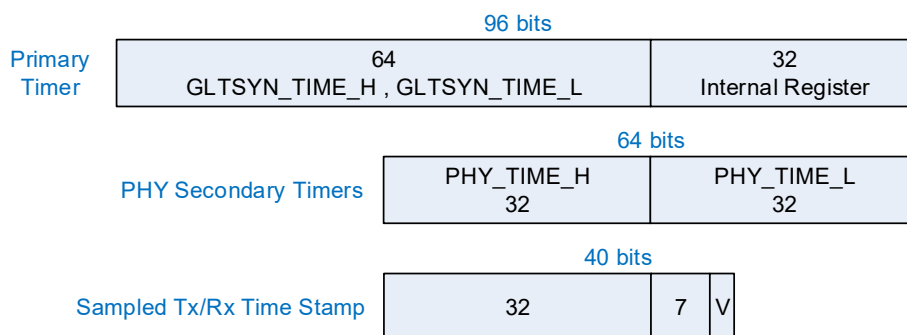 96 bits
Primary
Timer
64
GLTSYN_TIME_H , GLTSYN_TIME_L
32
Internal Register
64 bits
PHY Secondary Timers
PHY_TIME_H
32
PHY_TIME_L
32
40 bits
Sampled Tx/Rx Time Stamp
32
7
V